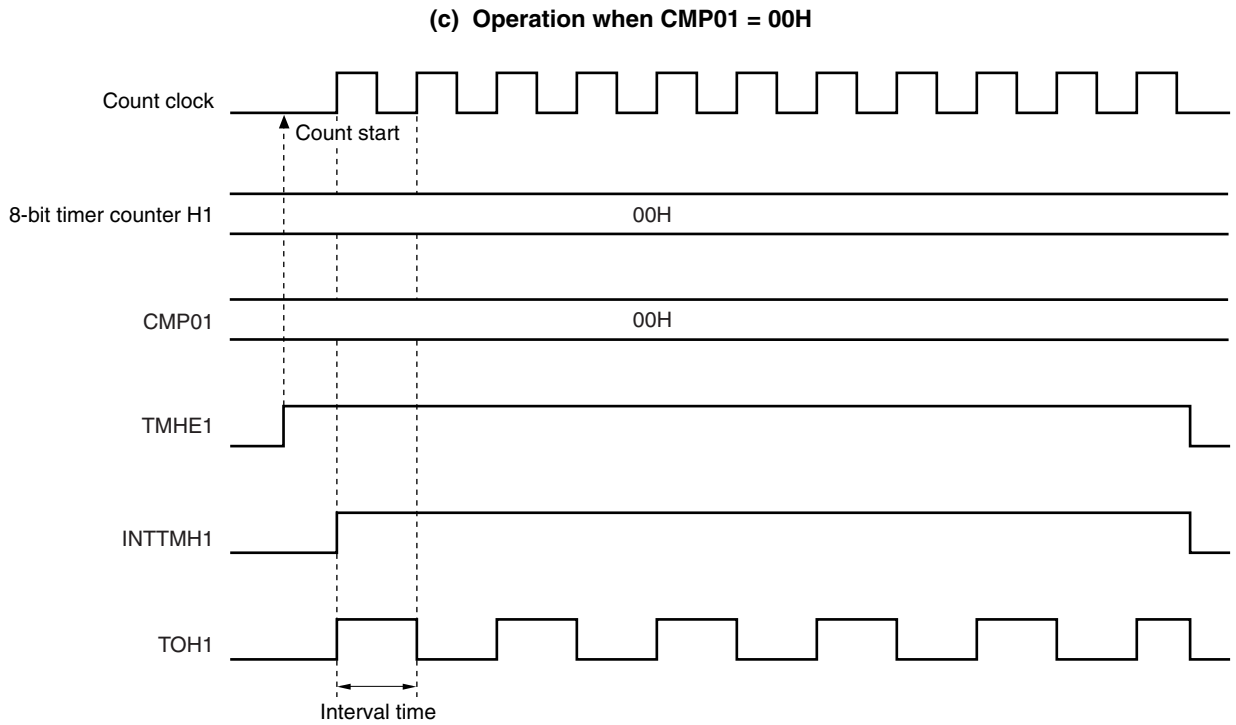 (c) Operation when CMP01 = 00H
Count clock
Count start
8-bit timer counter H1
00H
CMP01
00H
TMHE1
INTTMH1
TOH1
Interval time